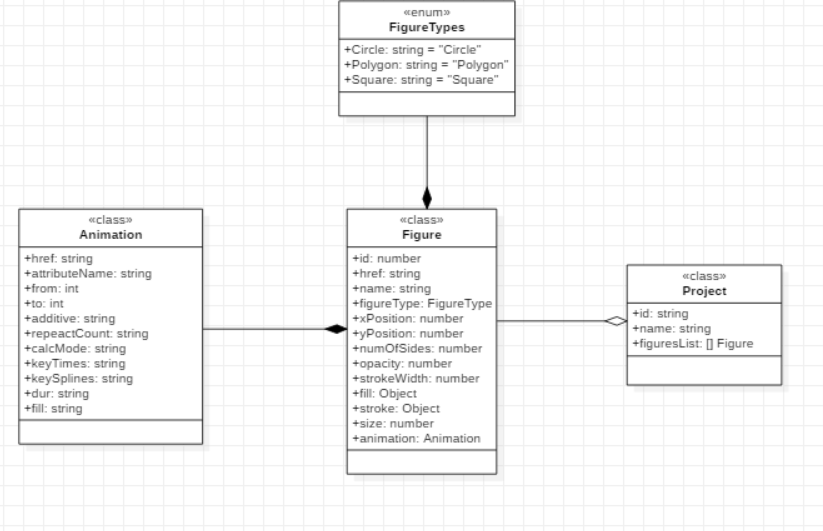 «enum»
FigureTypes
+Circle: string = "Circle"
+Polygon: string = "Polygon"
+Square: string = "Square"
«class»
Animation
+href: string
+attributeName: string
+from: int
+to: int
+additive: string
+repeactCount: string
+calcMode: string
+keyTimes: string
+keySplines: string
+dur: string
+fill: string
«class»
Figure
+id: number
+href: string
+name: string
+figureType: FigureType
+xPosition: number
+yPosition: number
+numOfSides: number
+opacity: number
+strokeWidth: number
+fill: Object
+stroke: Object
+size: number
+animation: Animation
«class»
Project
+id: string
+name: string
+figuresList: [] Figure